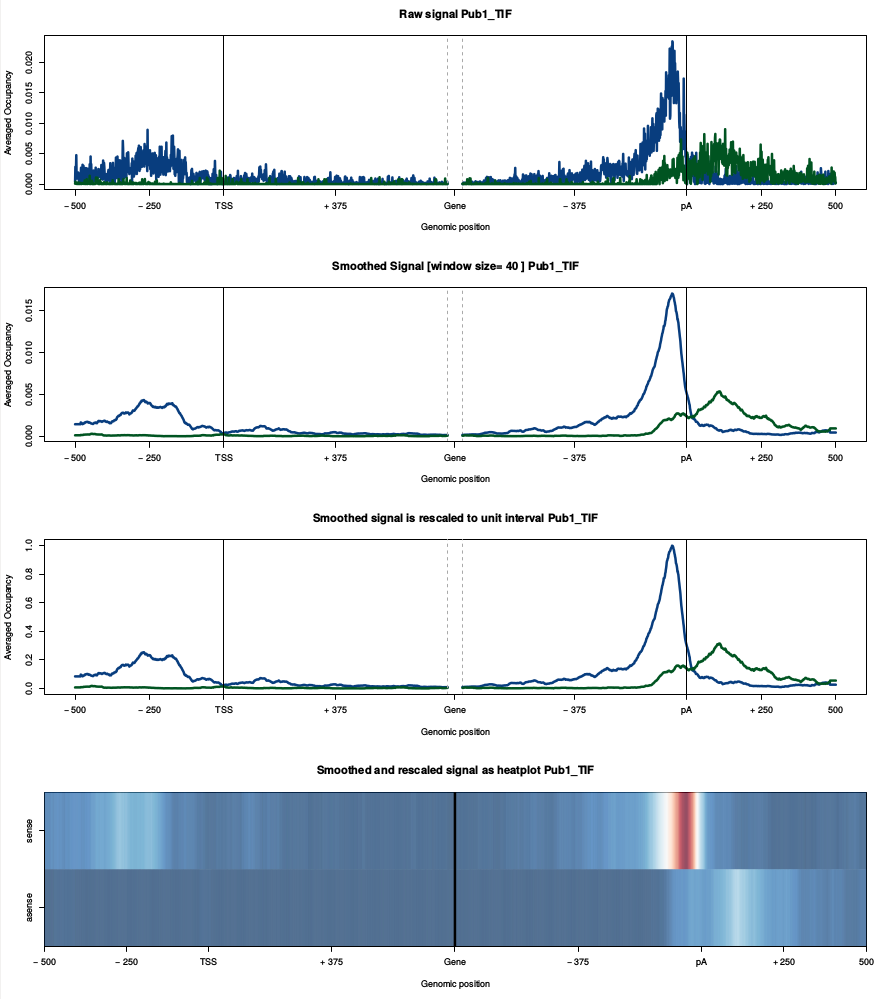 Raw signal Pub1_TIF
Averaged Occupancy
0.000 0.005 0.010 0.015 0.020
− 500 − 250 TSS + 375 Gene − 375 pA + 250 500
Genomic position
Smoothed Signal [window size= 40 ] Pub1_TIF
Averaged Occupancy
0.000 0.005 0.010 0.015
− 500 − 250 TSS + 375 Gene − 375 pA + 250 500
Genomic position
Smoothed signal is rescaled to unit interval Pub1_TIF
Averaged Occupancy
0.0 0.2 0.4 0.6 0.8 1.0
− 500 − 250 TSS + 375 Gene − 375 pA + 250 500
Genomic position
Smoothed and rescaled signal as heatplot Pub1_TIF
sense
asense
− 500 − 250 TSS + 375 Gene − 375 pA + 250 500
Genomic position